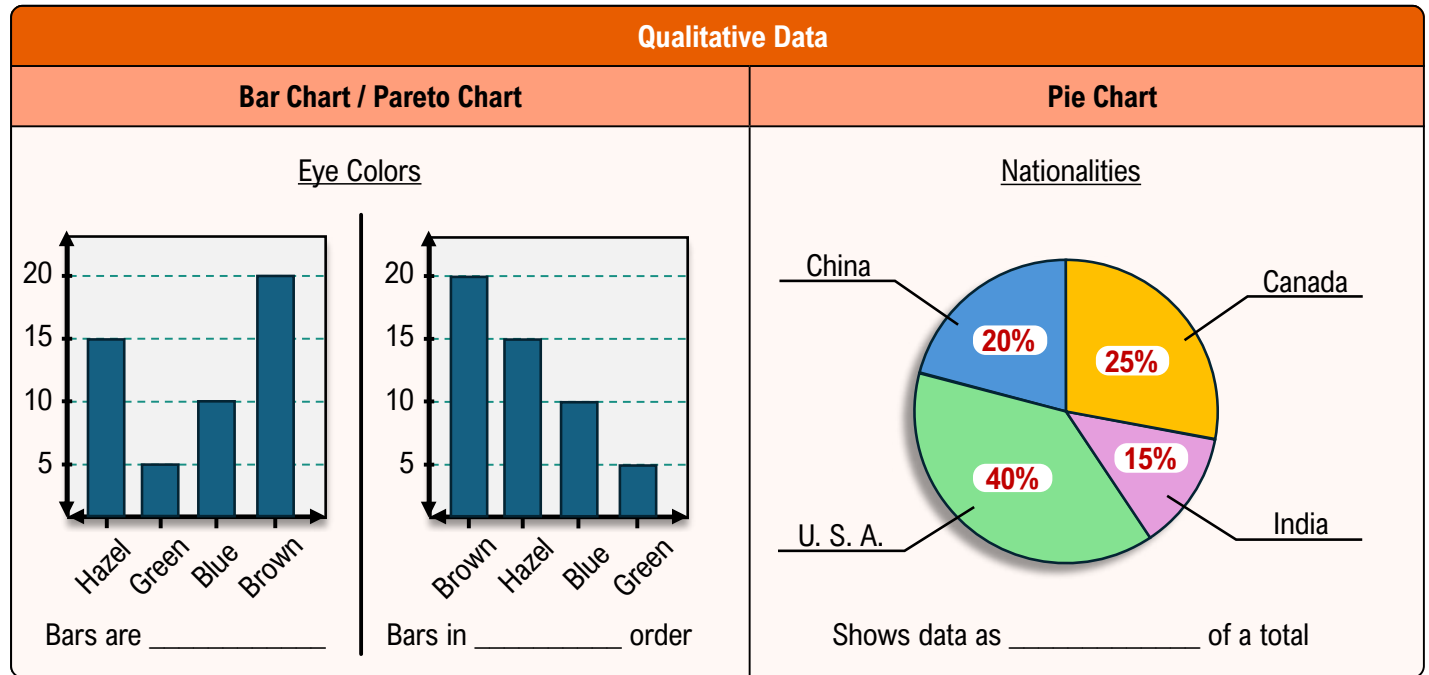 Qualitative Data
Bar Chart / Pareto Chart
Eye Colors
20
15
10
5
Hazel
Green
Blue
Brown
Bars are ____________
20
15
10
5
Brown
Hazel
Blue
Green
Bars in __________ order
Pie Chart
Nationalities
China
20%
Canada
25%
40%
15%
U. S. A.
India
Shows data as _____________ of a total